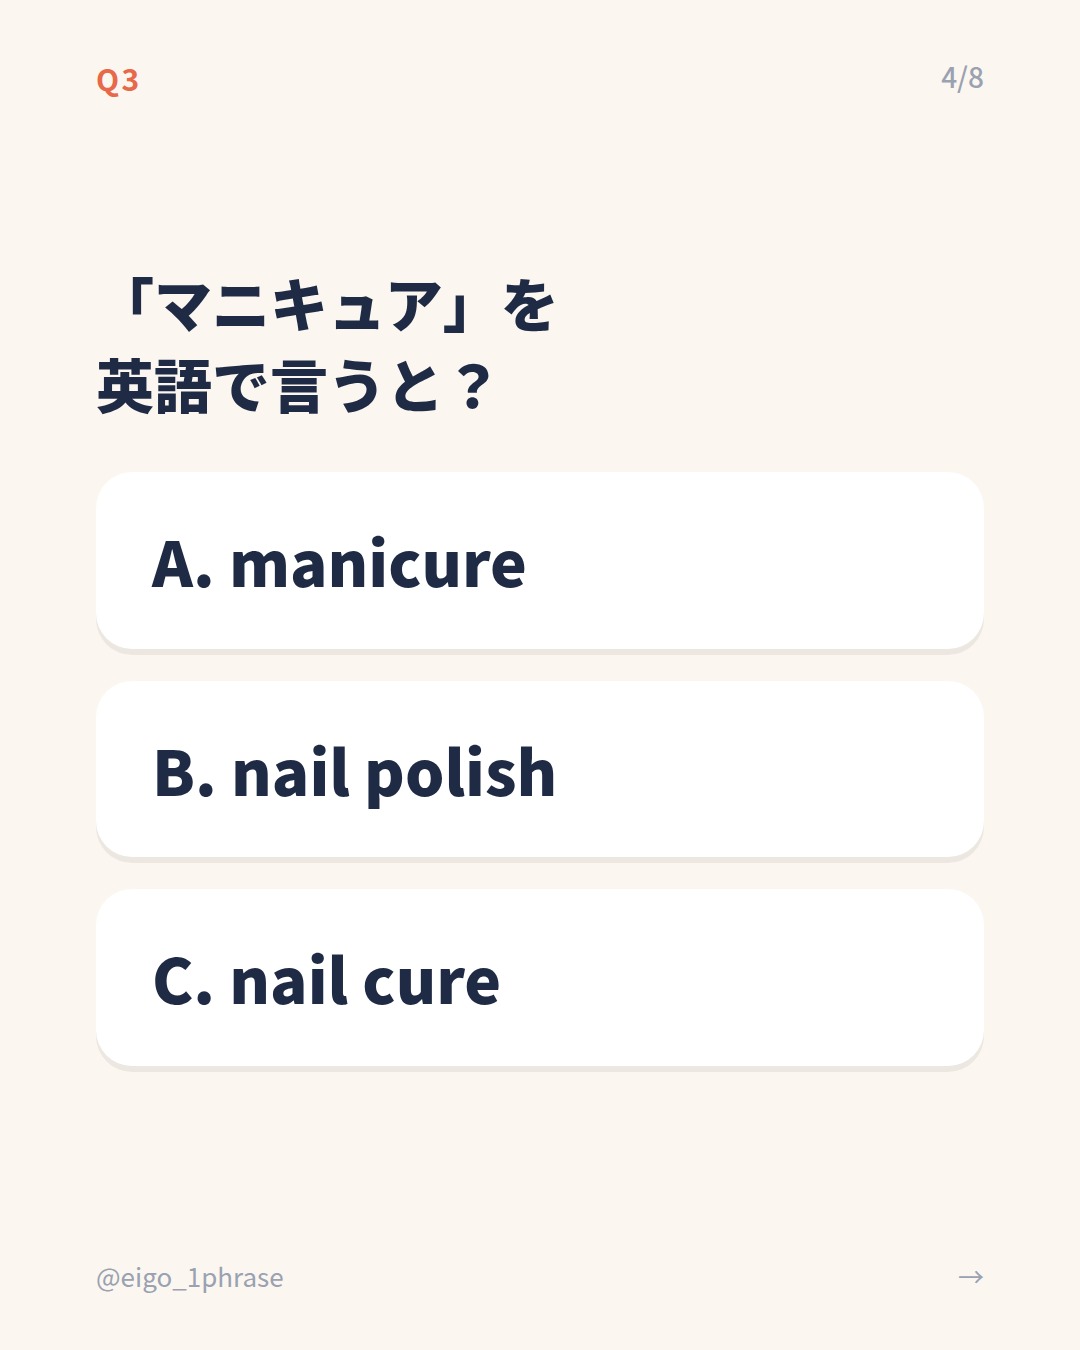 Q3
4/8
「マニキュア」を
英語で言うと？
A. manicure
B. nail polish
C. nail cure
@eigo_1phrase
→